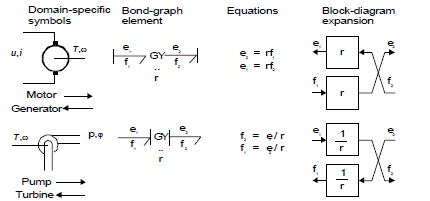 Domain-specific Bond-graph Equations Block-diagram
symbols element expansion
u,i T,ω
e₁ e₂
GY
f₁ f₂
..
r
e₂ = rf₁
e₁ = rf₂
e₁ r e₂
f₁ r f₂
Motor
Generator
T,ω p,φ
e₁ e₂
GY
f₁ f₂
..
r
f₂ = e₁/r
f₁ = e₂/r
e₁ 1/r e₂
f₁ 1/r f₂
Pump
Turbine